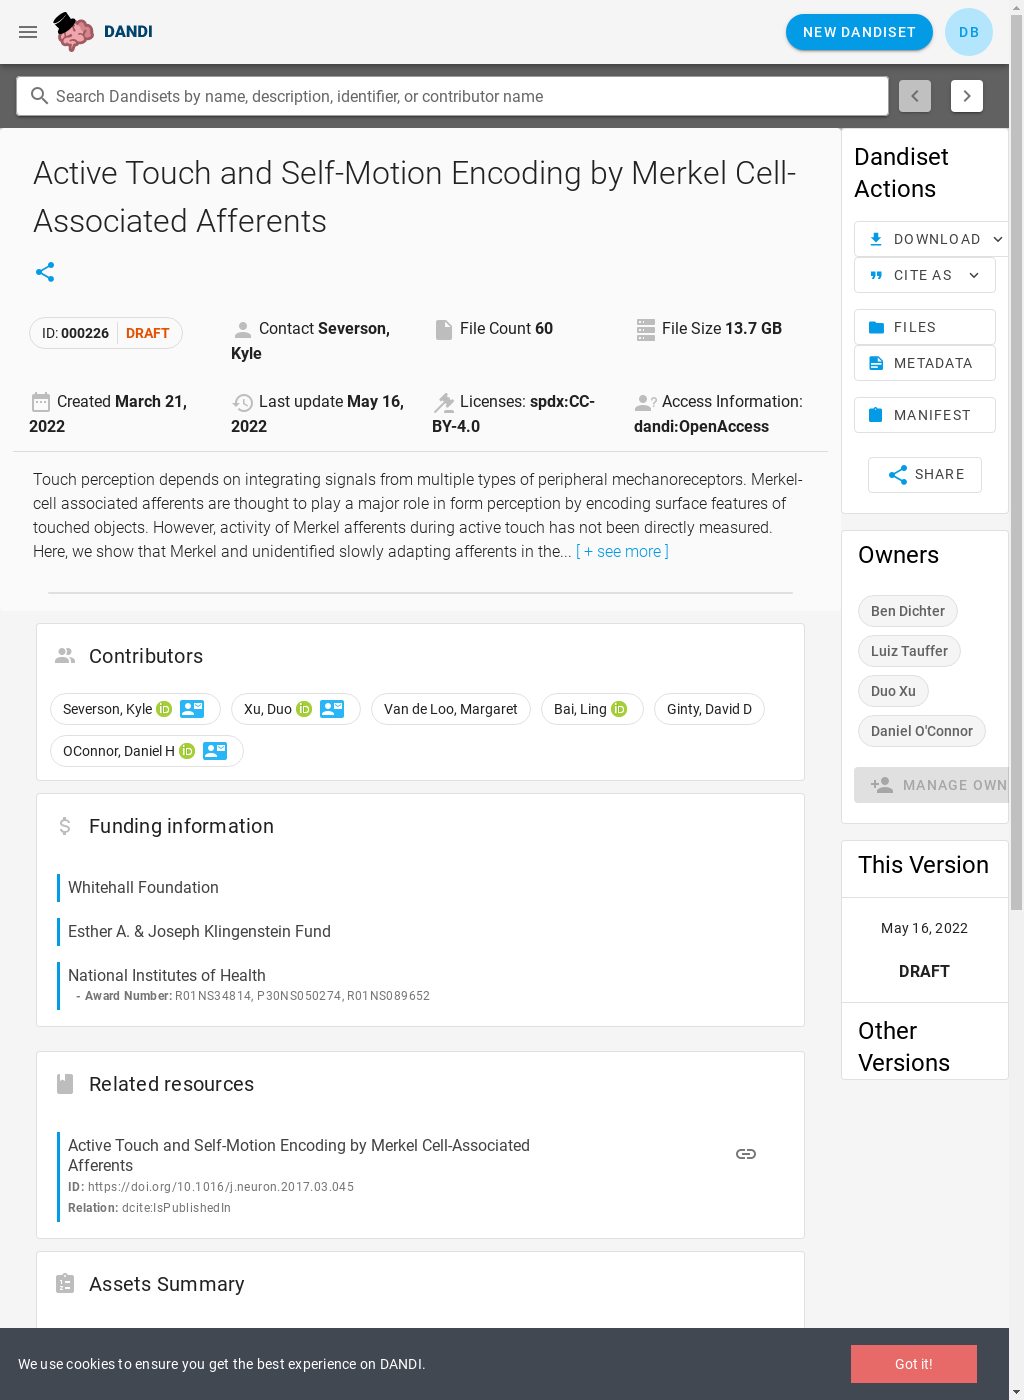 DANDI
NEW DANDISET
DB
Search Dandisets by name, description, identifier, or contributor name
Active Touch and Self-Motion Encoding by Merkel Cell-
Associated Afferents
ID: 000226 DRAFT
Contact Severson,
Kyle
File Count 60
File Size 13.7 GB
Created March 21,
2022
Last update May 16,
2022
Licenses: spdx:CC-
BY-4.0
Access Information:
dandi:OpenAccess
Touch perception depends on integrating signals from multiple types of peripheral mechanoreceptors. Merkel-
cell associated afferents are thought to play a major role in form perception by encoding surface features of
touched objects. However, activity of Merkel afferents during active touch has not been directly measured.
Here, we show that Merkel and unidentified slowly adapting afferents in the... [ + see more ]
Contributors
Severson, Kyle
Xu, Duo
Van de Loo, Margaret
Bai, Ling
Ginty, David D
OConnor, Daniel H
Funding information
Whitehall Foundation
Esther A. & Joseph Klingenstein Fund
National Institutes of Health
- Award Number: R01NS34814, P30NS050274, R01NS089652
Related resources
Active Touch and Self-Motion Encoding by Merkel Cell-Associated
Afferents
ID: https://doi.org/10.1016/j.neuron.2017.03.045
Relation: dcite:IsPublishedIn
Assets Summary
Dandiset
Actions
DOWNLOAD
CITE AS
FILES
METADATA
MANIFEST
SHARE
Owners
Ben Dichter
Luiz Tauffer
Duo Xu
Daniel O'Connor
MANAGE OWN
This Version
May 16, 2022
DRAFT
Other
Versions
We use cookies to ensure you get the best experience on DANDI.
Got it!